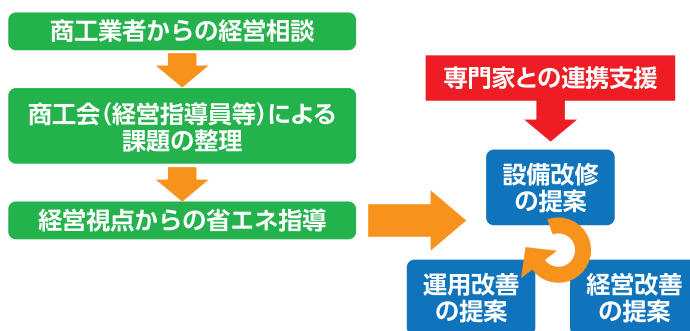 商工業者からの経営相談
商工会（経営指導員等）による
課題の整理
経営視点からの省エネ指導
専門家との連携支援
設備改修
の提案
運用改善
の提案
経営改善
の提案